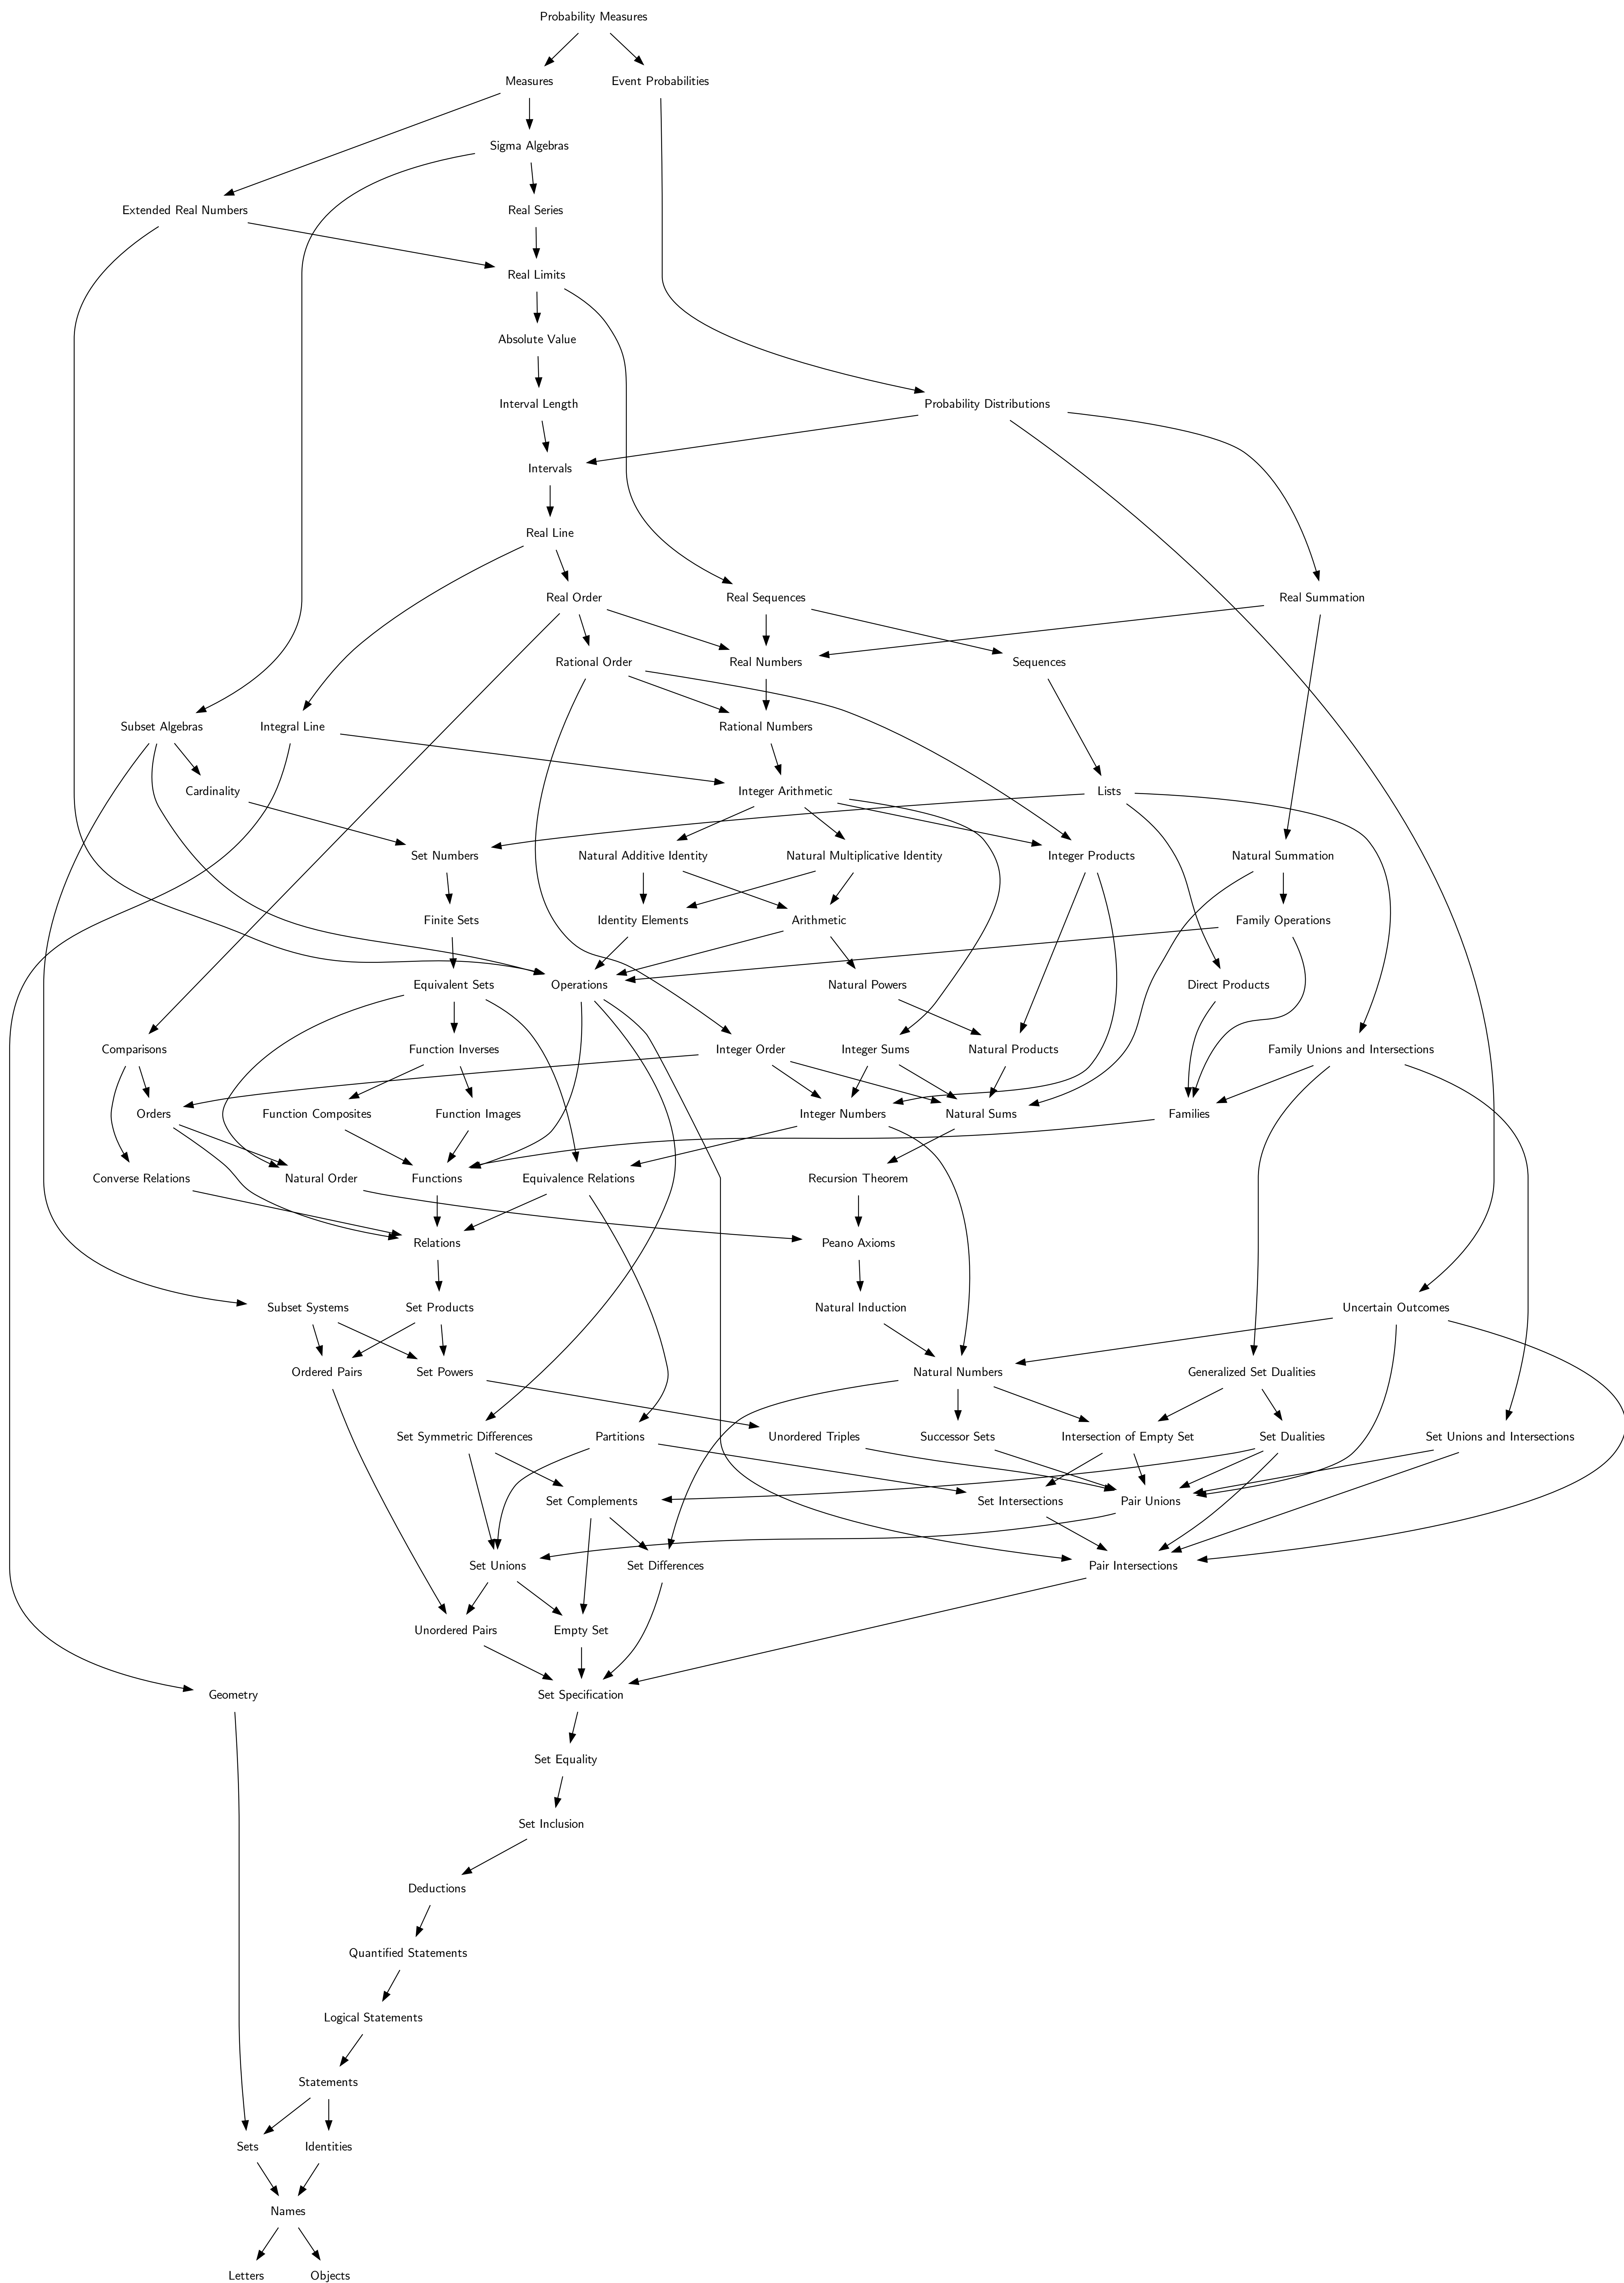 Probability Measures
Measures
Event Probabilities
Sigma Algebras
Extended Real Numbers
Real Series
Real Limits
Absolute Value
Interval Length
Probability Distributions
Intervals
Real Line
Real Order
Real Sequences
Real Summation
Rational Order
Real Numbers
Sequences
Subset Algebras
Integral Line
Rational Numbers
Cardinality
Integer Arithmetic
Lists
Set Numbers
Natural Additive Identity
Natural Multiplicative Identity
Integer Products
Natural Summation
Finite Sets
Identity Elements
Arithmetic
Family Operations
Equivalent Sets
Operations
Natural Powers
Direct Products
Comparisons
Function Inverses
Integer Order
Integer Sums
Natural Products
Family Unions and Intersections
Orders
Function Composites
Function Images
Integer Numbers
Natural Sums
Families
Converse Relations
Natural Order
Functions
Equivalence Relations
Recursion Theorem
Relations
Peano Axioms
Subset Systems
Set Products
Natural Induction
Uncertain Outcomes
Ordered Pairs
Set Powers
Natural Numbers
Generalized Set Dualities
Set Symmetric Differences
Partitions
Unordered Triples
Successor Sets
Intersection of Empty Set
Set Dualities
Set Unions and Intersections
Set Complements
Set Intersections
Pair Unions
Set Unions
Set Differences
Pair Intersections
Unordered Pairs
Empty Set
Geometry
Set Specification
Set Equality
Set Inclusion
Deductions
Quantified Statements
Logical Statements
Statements
Sets
Identities
Names
Letters
Objects